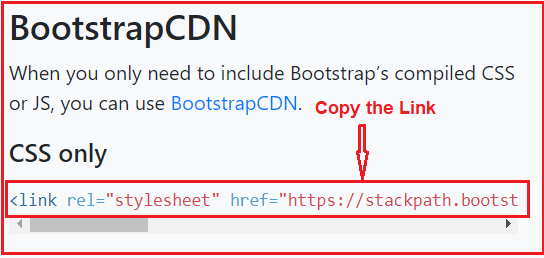 BootstrapCDN
When you only need to include Bootstrap's compiled CSS
or JS, you can use BootstrapCDN.
Copy the Link
CSS only
<link rel="stylesheet" href="https://stackpath.bootst